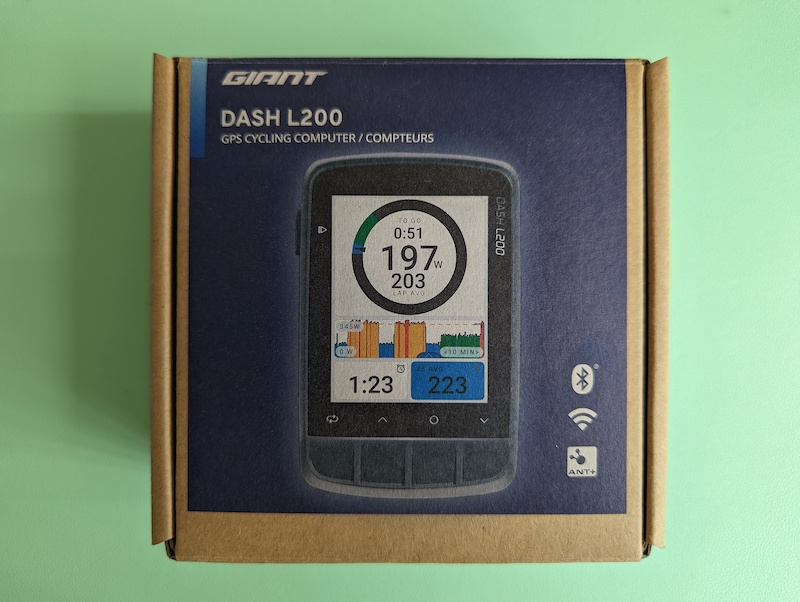 GIANT
DASH L200
GPS CYCLING COMPUTER / COMPTEURS
DASH L200
TO GO
0:51
197W
203
LAP AVG
345W
0 W
<10 MIN>
1:23
3S AVG
223
ANT+